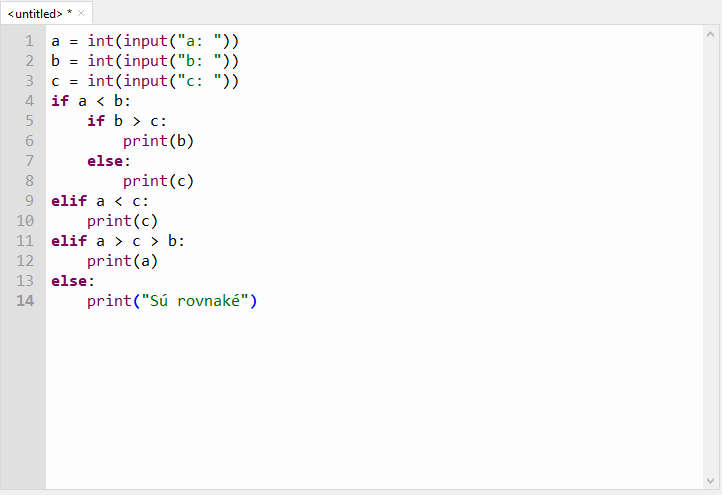 <untitled> * ×
1 a = int(input("a: "))
2 b = int(input("b: "))
3 c = int(input("c: "))
4 if a < b:
5     if b > c:
6         print(b)
7     else:
8         print(c)
9 elif a < c:
10     print(c)
11 elif a > c > b:
12     print(a)
13 else:
14     print("Sú rovnaké")